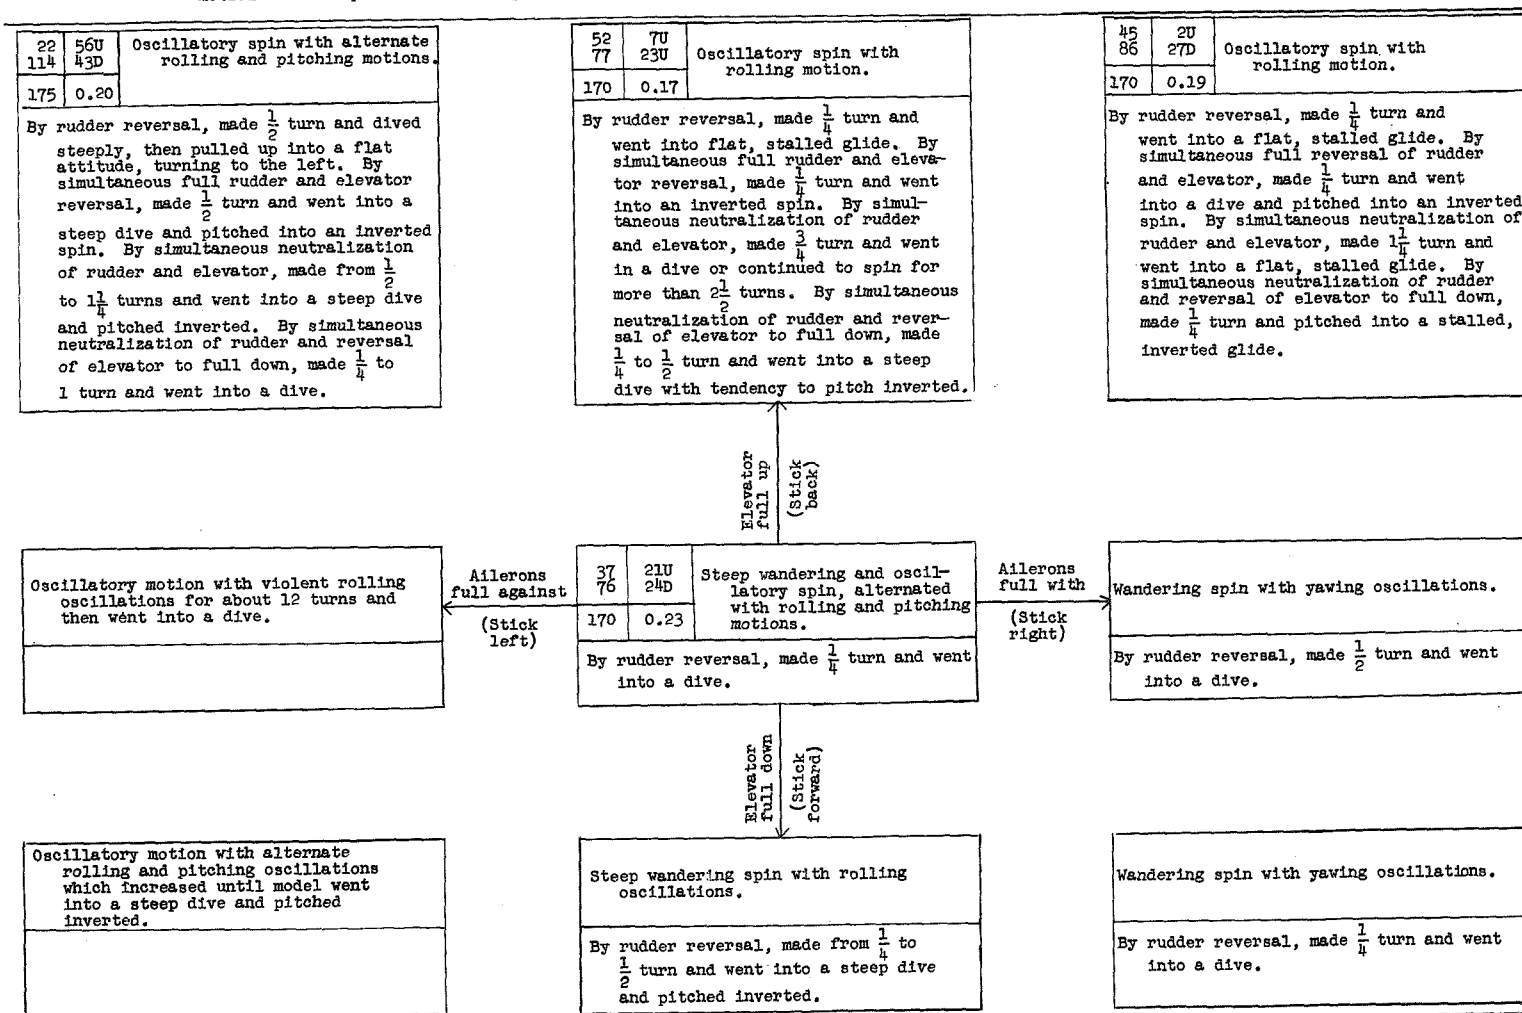 22 56U
114 43D
175 0.20
Oscillatory spin with alternate
rolling and pitching motions.
By rudder reversal, made 1/2 turn and dived
steeply, then pulled up into a flat
attitude, turning to the left. By
simultaneous full rudder and elevator
reversal, made 1/2 turn and went into a
steep dive and pitched into an inverted
spin. By simultaneous neutralization
of rudder and elevator, made from 1/2
to 1 1/4 turns and went into a steep dive
and pitched inverted. By simultaneous
neutralization of rudder and reversal
of elevator to full down, made 1/4 to
1 turn and went into a dive.
52 7U
77 23U
170 0.17
Oscillatory spin with
rolling motion.
By rudder reversal, made 1/4 turn and
went into flat, stalled glide. By
simultaneous full rudder and eleva-
tor reversal, made 1/4 turn and went
into an inverted spin. By simul-
taneous neutralization of rudder
and elevator, made 3/4 turn and went
in a dive or continued to spin for
more than 2 1/2 turns. By simultaneous
neutralization of rudder and rever-
sal of elevator to full down, made
1/4 to 1/2 turn and went into a steep
dive with tendency to pitch inverted.
45 2U
86 27D
170 0.19
Oscillatory spin with
rolling motion.
By rudder reversal, made 1/4 turn and
went into a flat, stalled glide. By
simultaneous full reversal of rudder
and elevator, made 1/4 turn and went
into a dive and pitched into an inverted
spin. By simultaneous neutralization of
rudder and elevator, made 1 1/4 turn and
went into a flat, stalled glide. By
simultaneous neutralization of rudder
and reversal of elevator to full down,
made 1/4 turn and pitched into a stalled,
inverted glide.
Elevator
full up
(Stick
back)
Oscillatory motion with violent rolling
oscillations for about 12 turns and
then went into a dive.
Ailerons
full against
(Stick
left)
37 21U
76 24D
170 0.23
Steep wandering and oscil-
latory spin, alternated
with rolling and pitching
motions.
By rudder reversal, made 1/4 turn and went
into a dive.
Ailerons
full with
(Stick
right)
Wandering spin with yawing oscillations.
By rudder reversal, made 1/2 turn and went
into a dive.
Elevator
full down
(Stick
forward)
Oscillatory motion with alternate
rolling and pitching oscillations
which increased until model went
into a steep dive and pitched
inverted.
Steep wandering spin with rolling
oscillations.
By rudder reversal, made from 1/4 to
1/2 turn and went into a steep dive
and pitched inverted.
Wandering spin with yawing oscillations.
By rudder reversal, made 1/4 turn and went
into a dive.